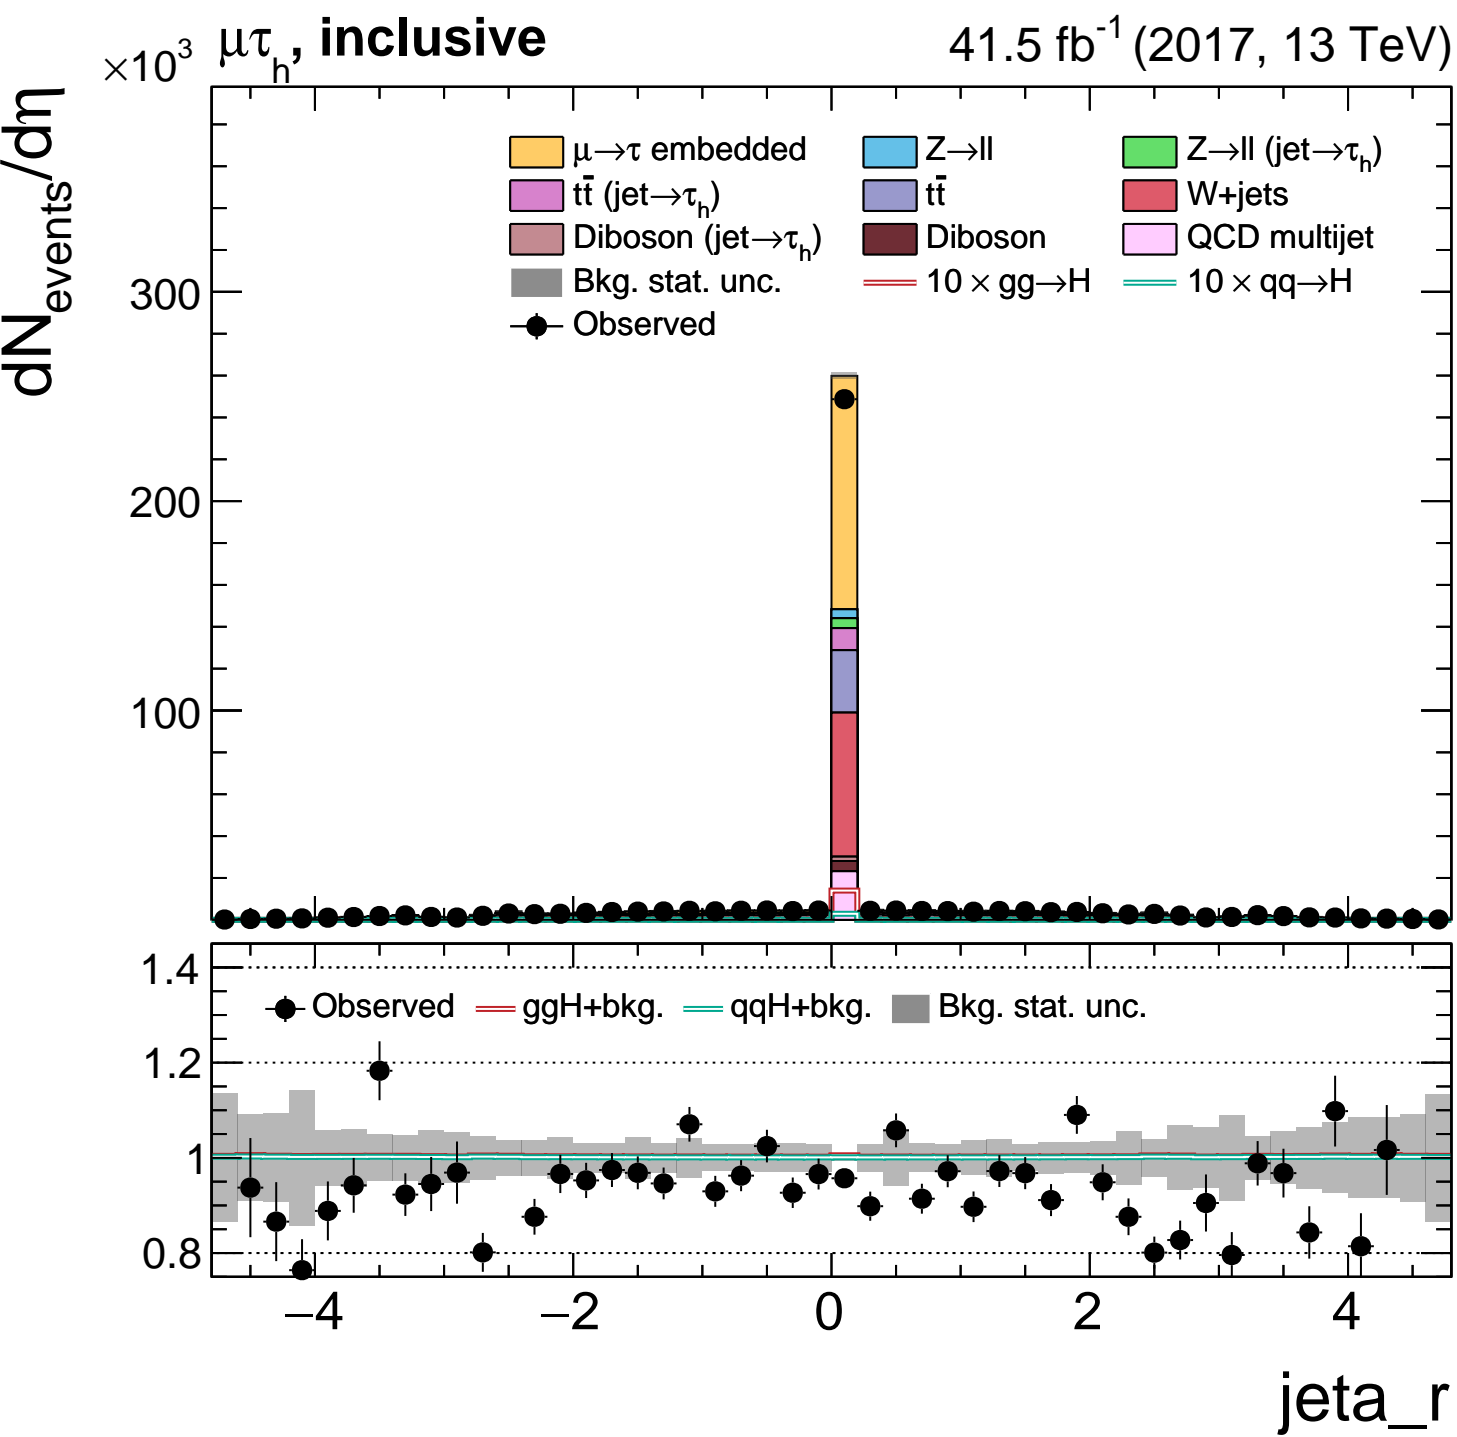 ×10³ μτₕ, inclusive 41.5 fb⁻¹ (2017, 13 TeV)
dN_events/dη
μ→τ embedded Z→ll Z→ll (jet→τₕ)
tt̄ (jet→τₕ) tt̄ W+jets
Diboson (jet→τₕ) Diboson QCD multijet
Bkg. stat. unc. 10 × gg→H 10 × qq→H
Observed
300
200
100
1.4
Observed ggH+bkg. qqH+bkg. Bkg. stat. unc.
1.2
1
0.8
−4 −2 0 2 4
jeta_r